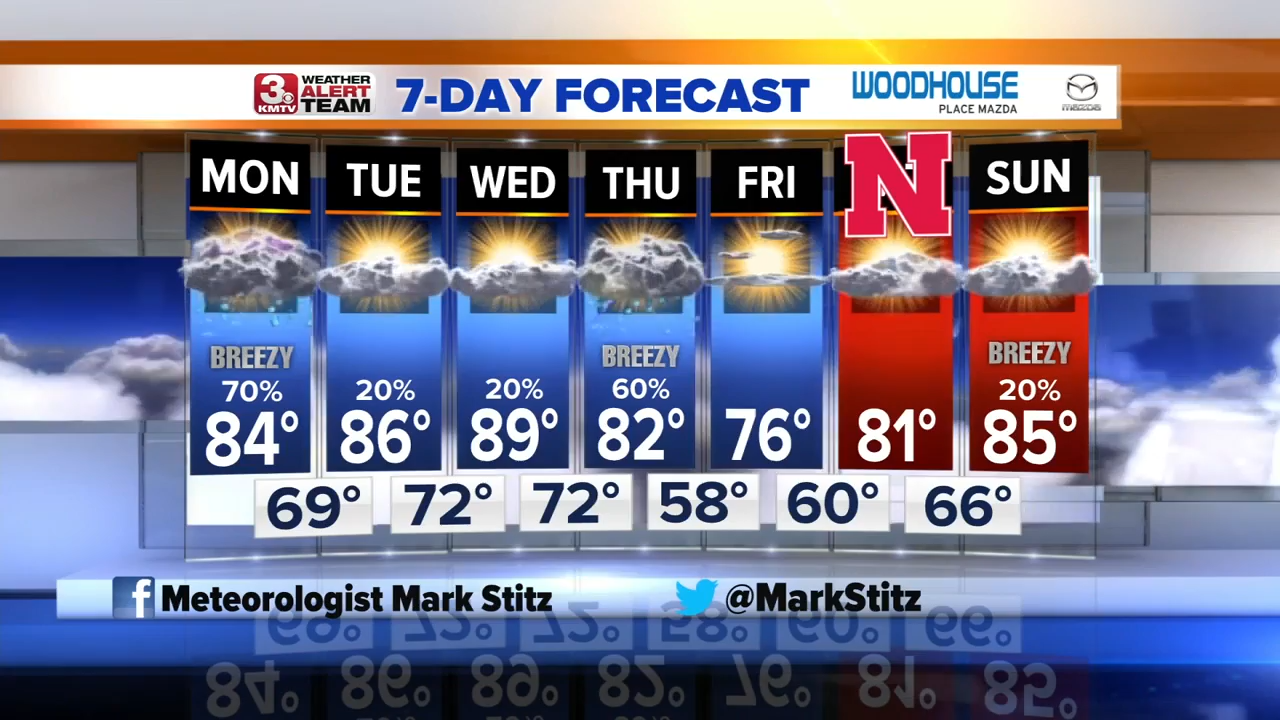 3 KMTV WEATHER ALERT TEAM
7-DAY FORECAST
WOODHOUSE
PLACE MAZDA
mazda
MON TUE WED THU FRI N SUN
BREEZY BREEZY BREEZY
70% 20% 20% 60% 20%
84° 86° 89° 82° 76° 81° 85°
69° 72° 72° 58° 60° 66°
f Meteorologist Mark Stitz @MarkStitz